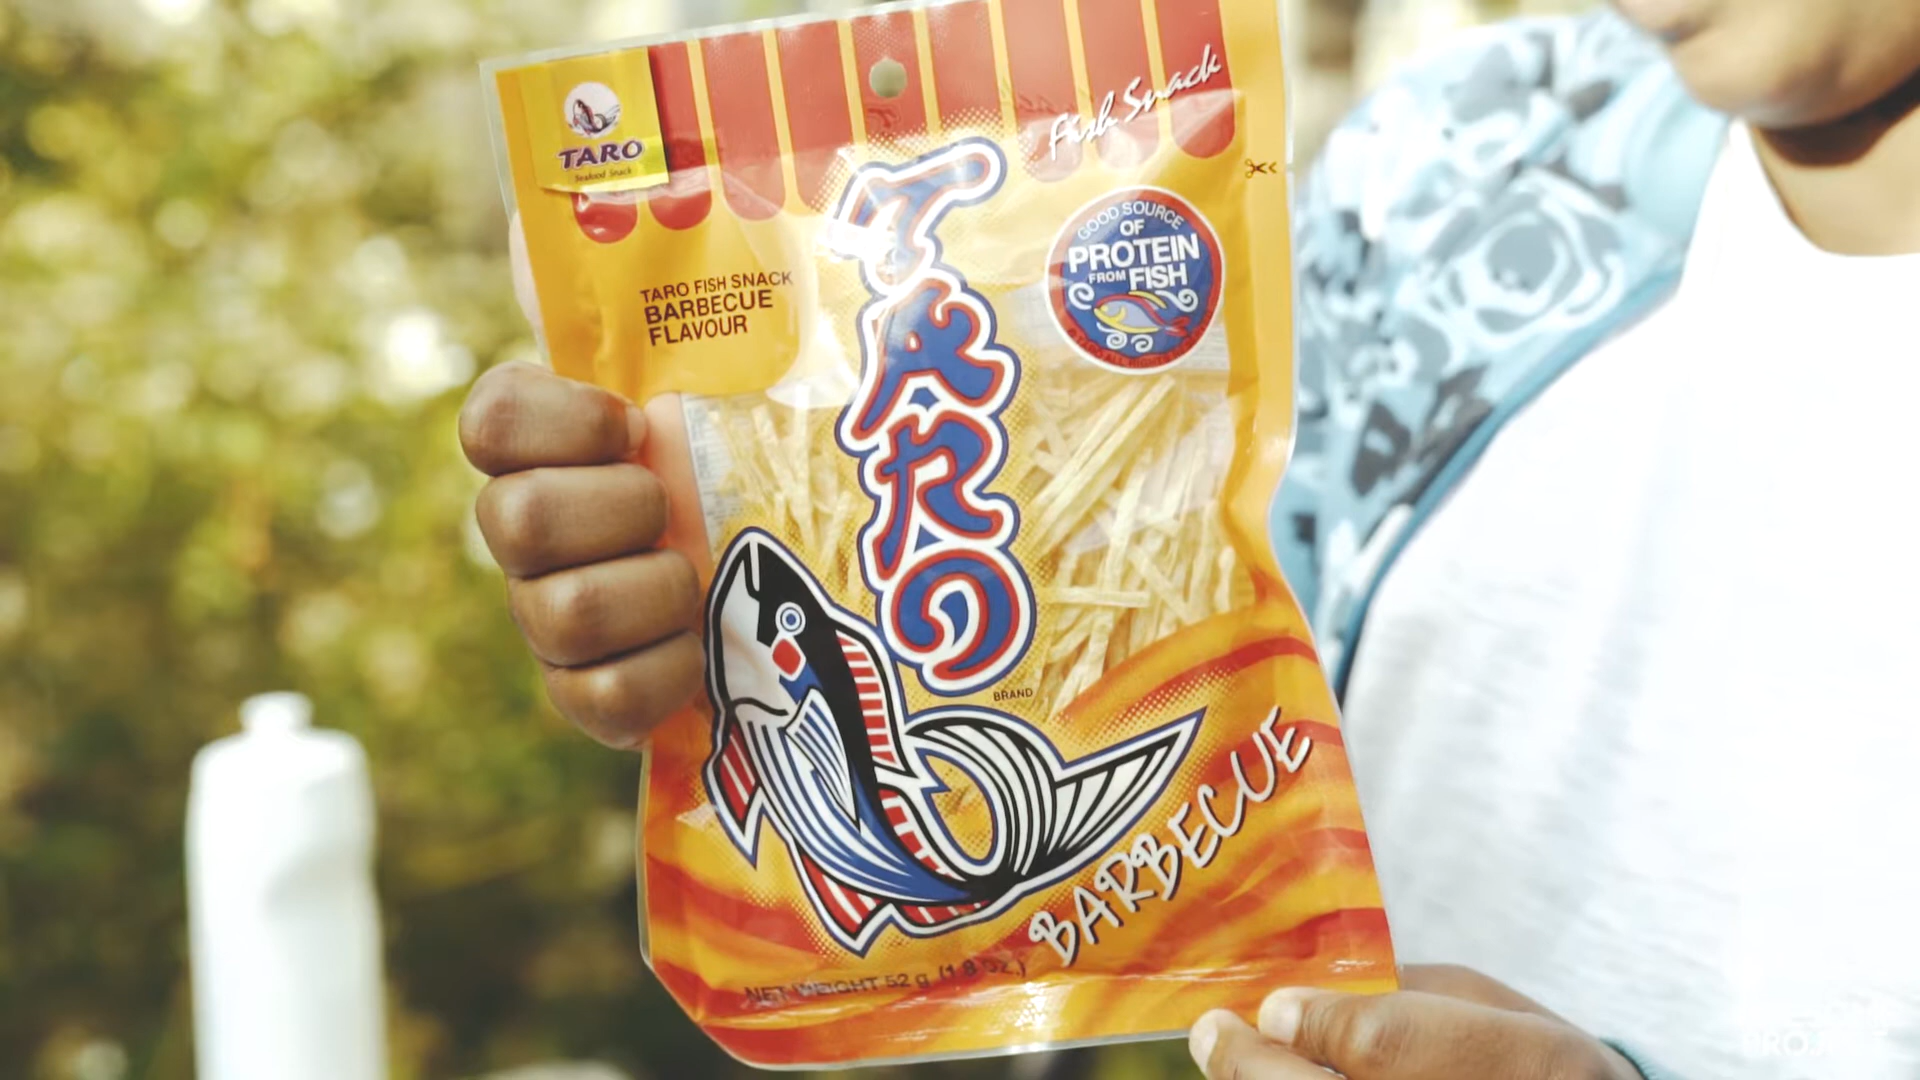 TARO
Seafood Snack
Fish Snack
TARO FISH SNACK
BARBECUE
FLAVOUR
TARO
BRAND
GOOD SOURCE
OF
PROTEIN
FROM FISH
BARBECUE
NET WEIGHT 52 g (1.8 OZ.)